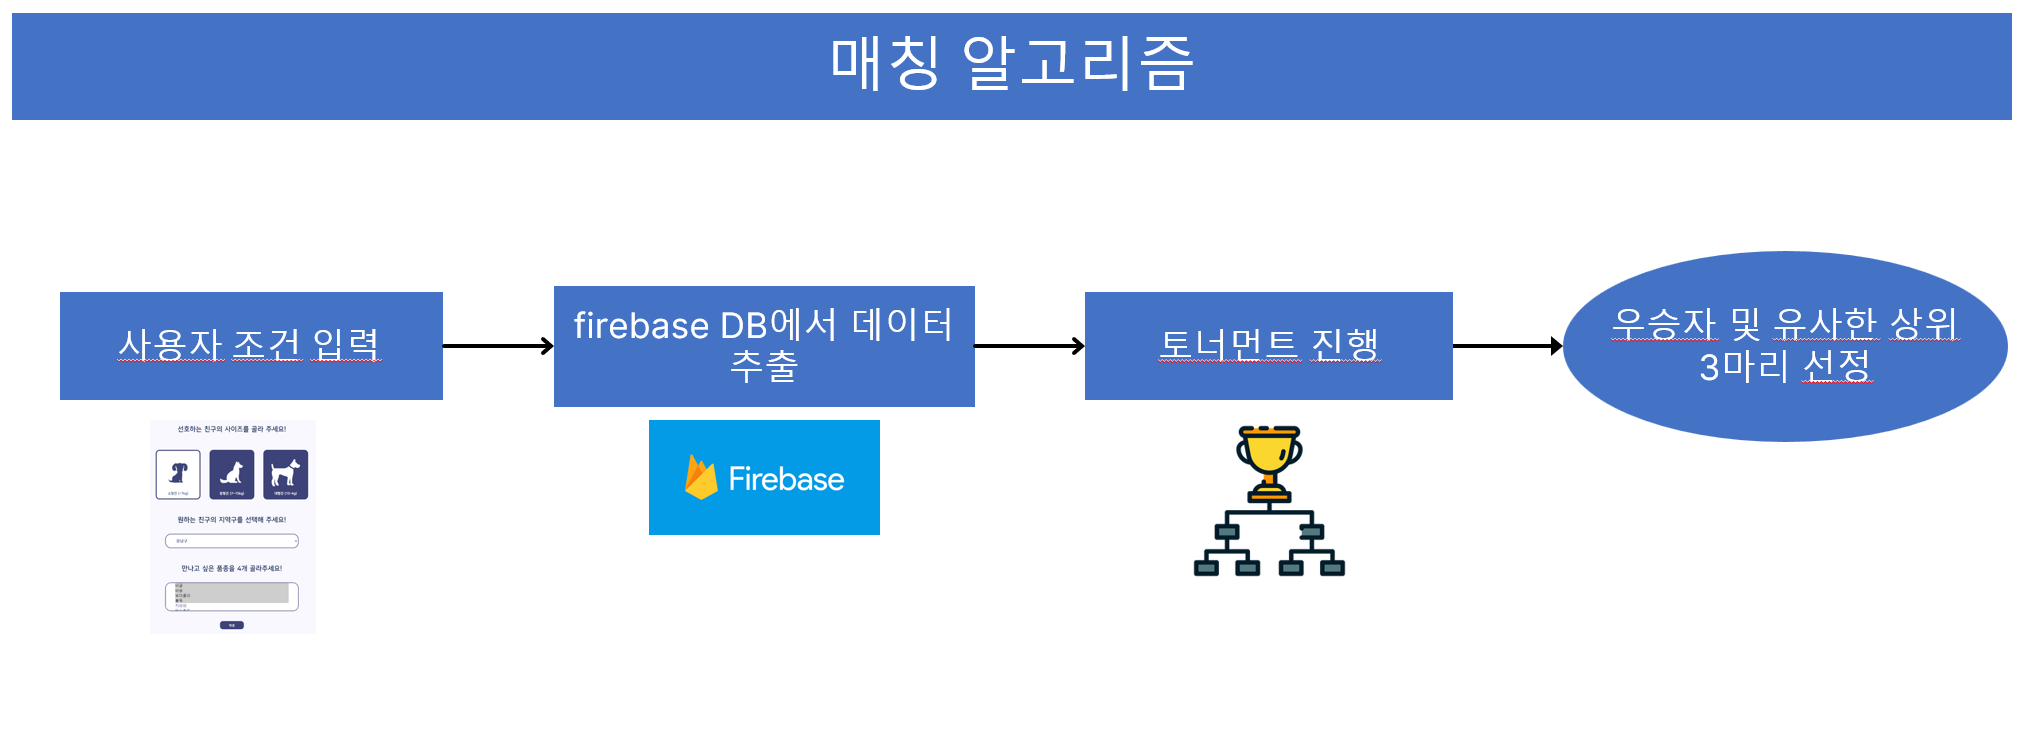 매칭 알고리즘
사용자 조건 입력
firebase DB에서 데이터
추출
토너먼트 진행
우승자 및 유사한 상위
3마리 선정
선호하는 친구의 사이즈를 골라 주세요!
원하는 친구의 지역구를 선택해 주세요!
강남구
만나고 싶은 품종을 4개 골라주세요!
Firebase